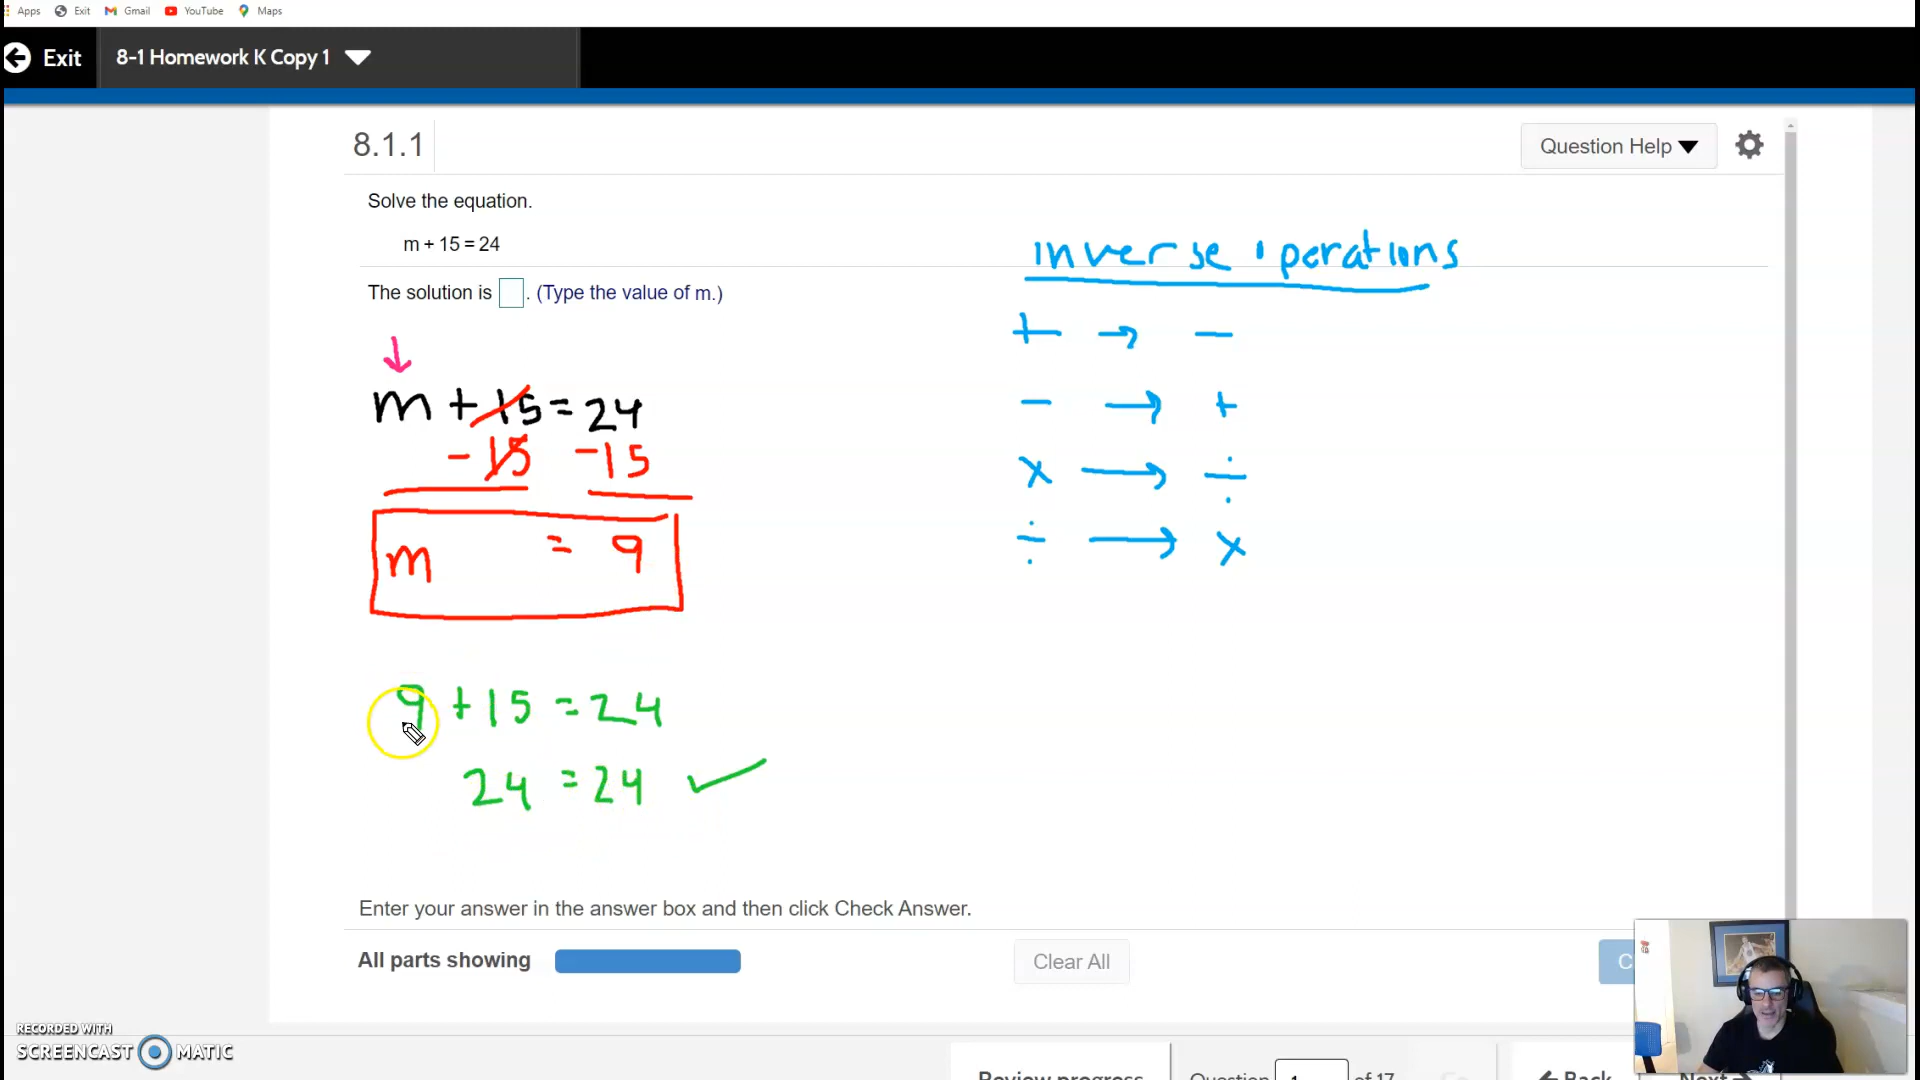 Apps Exit Gmail YouTube Maps
Exit 8-1 Homework K Copy 1
8.1.1 Question Help
Solve the equation.
m + 15 = 24
The solution is . (Type the value of m.)
m + 15 = 24
- 15 -15
m = 9
9 + 15 = 24
24 = 24 ✓
inverse operations
+ → -
- → +
x → ÷
÷ → x
Enter your answer in the answer box and then click Check Answer.
All parts showing Clear All C
RECORDED WITH
SCREENCAST MATIC
Review progress Question 1 of 17 Back Next